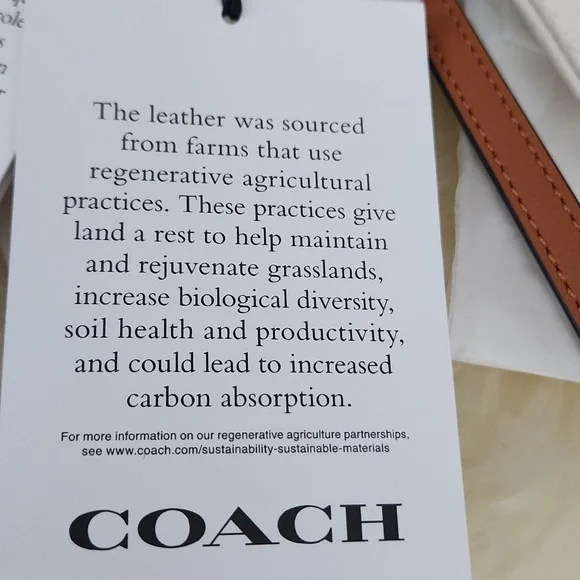 The leather was sourced
from farms that use
regenerative agricultural
practices. These practices give
land a rest to help maintain
and rejuvenate grasslands,
increase biological diversity,
soil health and productivity,
and could lead to increased
carbon absorption.
For more information on our regenerative agriculture partnerships,
see www.coach.com/sustainability-sustainable-materials
COACH